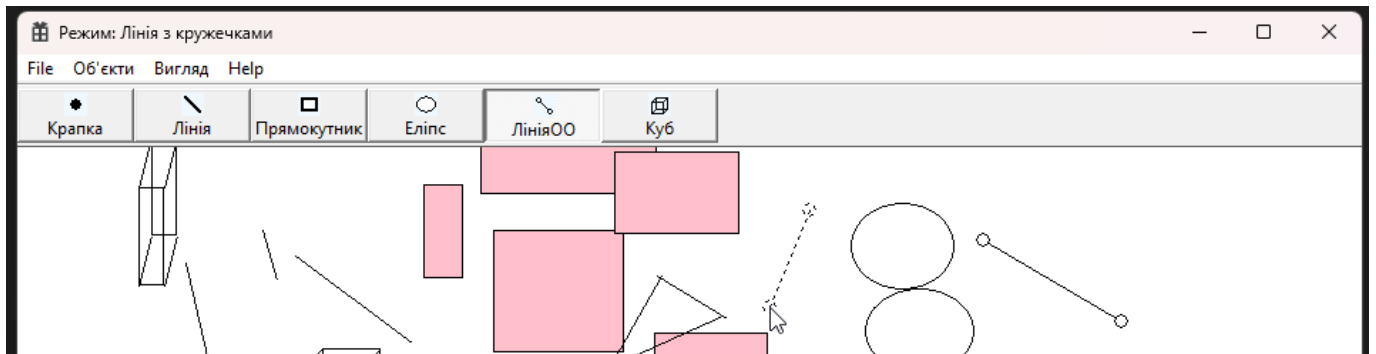 Режим: Лінія з кружечками
File Об'єкти Вигляд Help
Крапка Лінія Прямокутник Еліпс ЛініяОО Куб